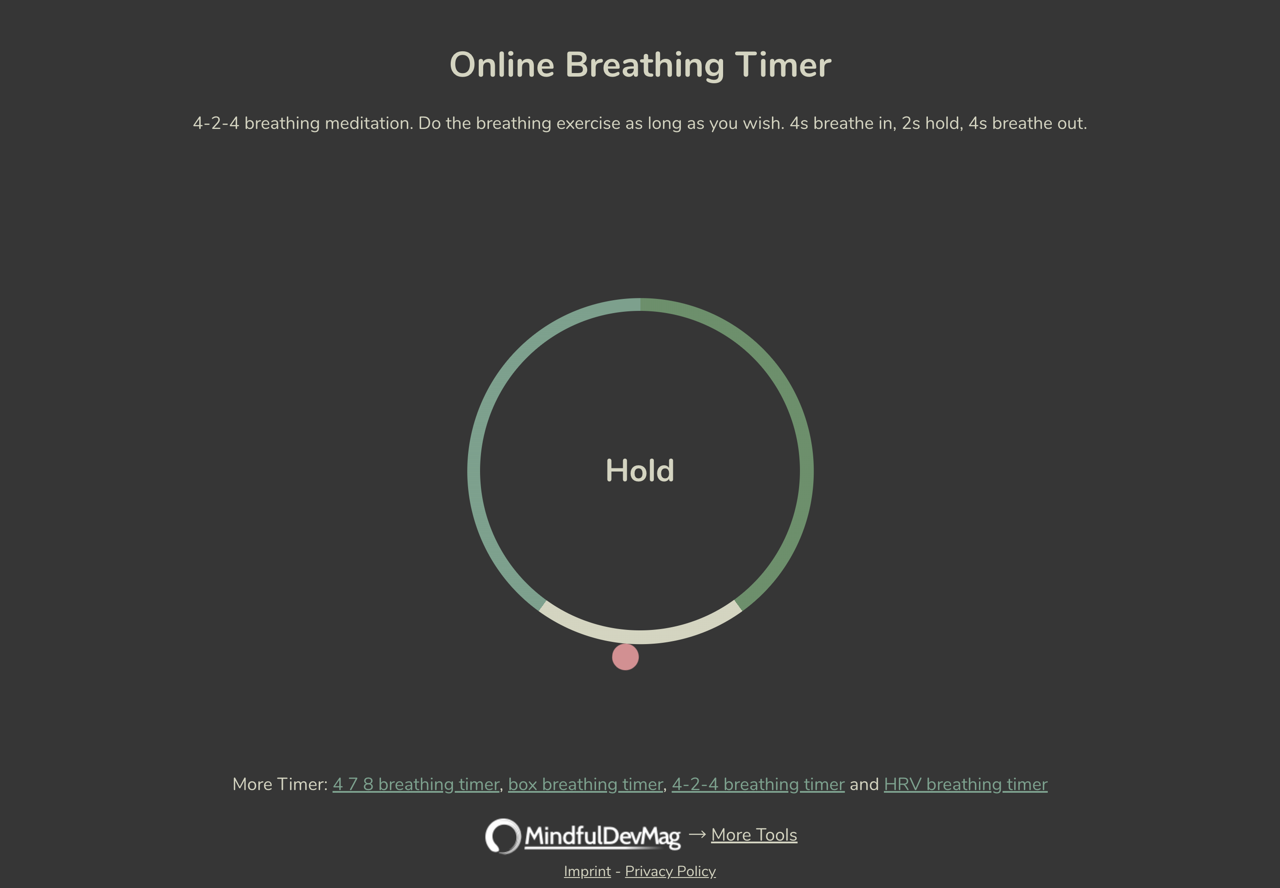 Online Breathing Timer
4-2-4 breathing meditation. Do the breathing exercise as long as you wish. 4s breathe in, 2s hold, 4s breathe out.
Hold
More Timer: 4 7 8 breathing timer, box breathing timer, 4-2-4 breathing timer and HRV breathing timer
MindfulDevMag → More Tools
Imprint - Privacy Policy